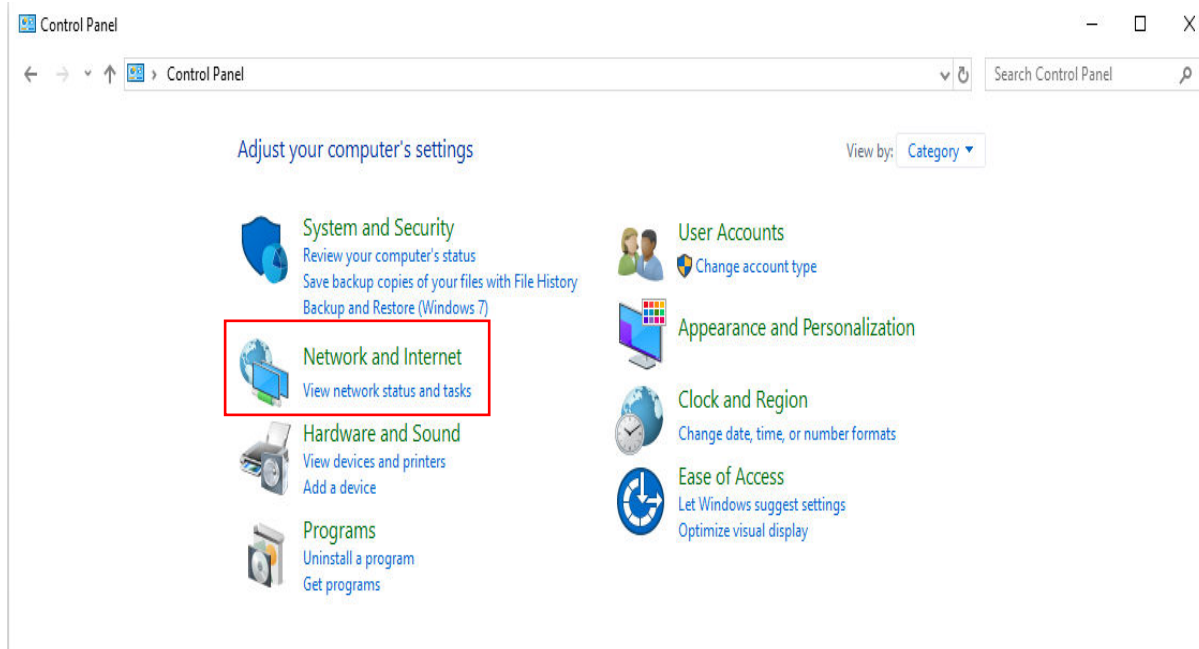 Control Panel
Control Panel
Search Control Panel
Adjust your computer's settings
View by: Category
System and Security
Review your computer's status
Save backup copies of your files with File History
Backup and Restore (Windows 7)
Network and Internet
View network status and tasks
Hardware and Sound
View devices and printers
Add a device
Programs
Uninstall a program
Get programs
User Accounts
Change account type
Appearance and Personalization
Clock and Region
Change date, time, or number formats
Ease of Access
Let Windows suggest settings
Optimize visual display